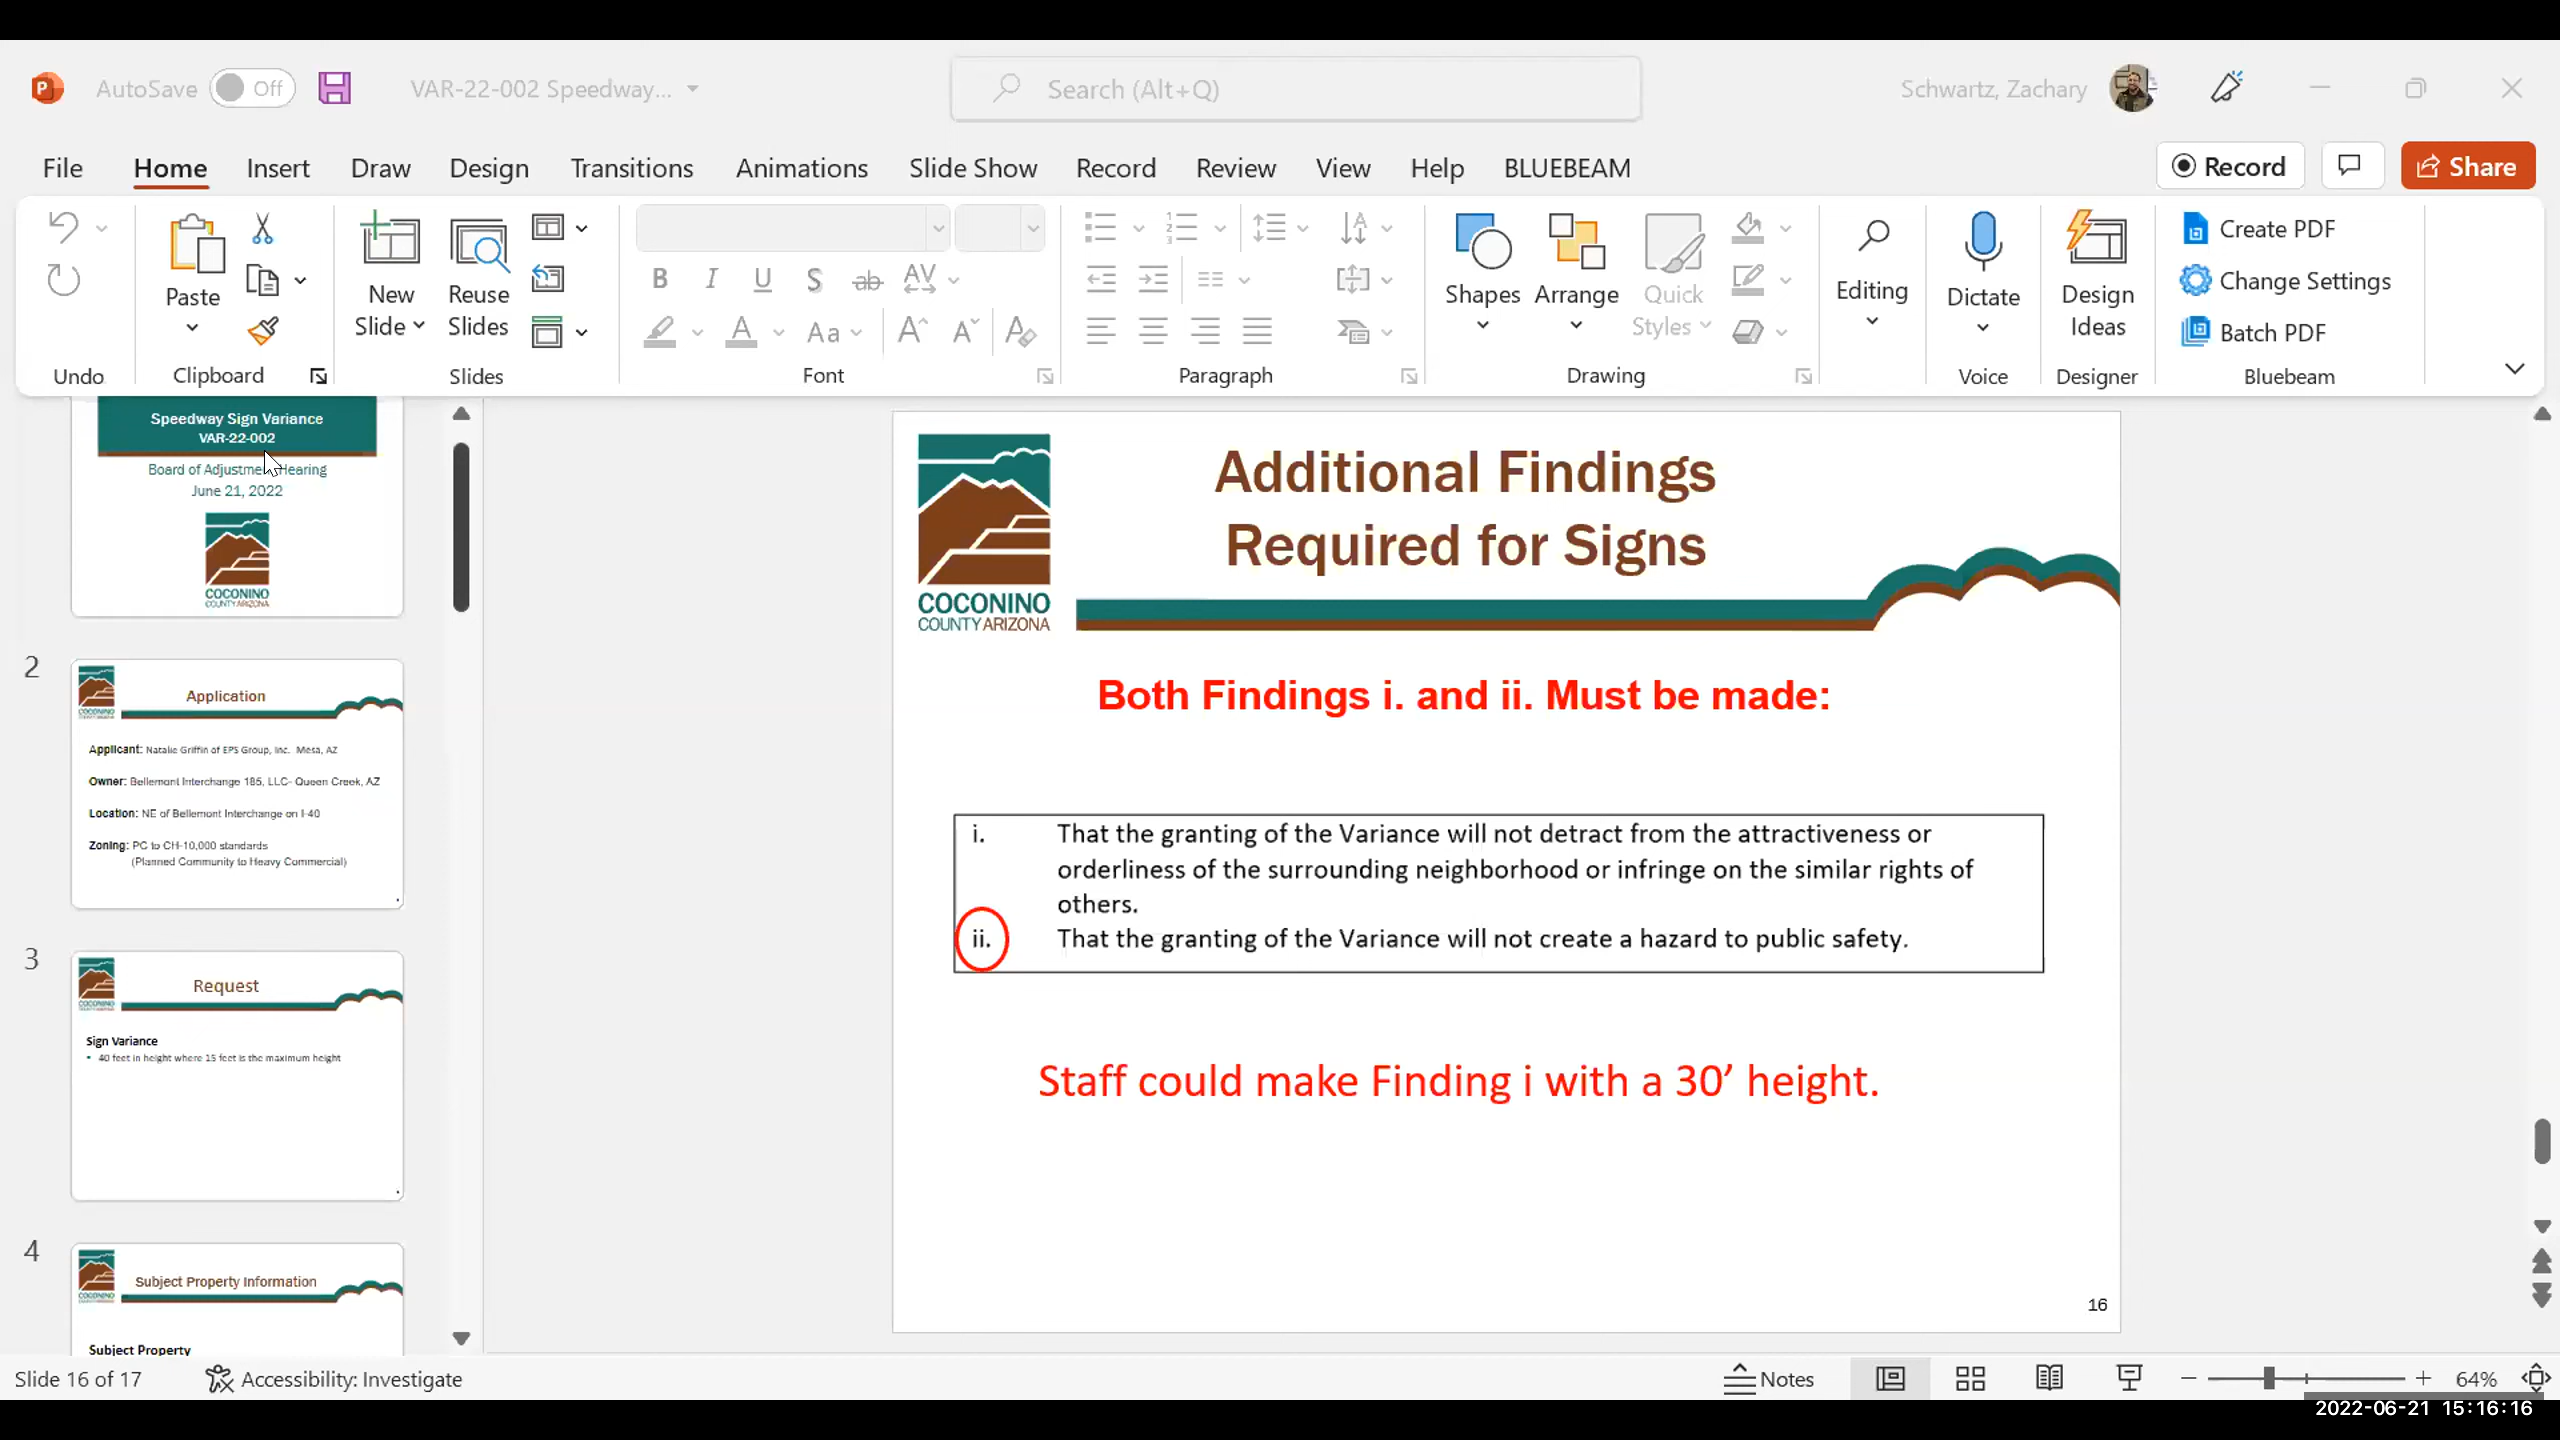 AutoSave Off VAR-22-002 Speedway... Search (Alt+Q) Schwartz, Zachary
File Home Insert Draw Design Transitions Animations Slide Show Record Review View Help BLUEBEAM Record Share
Paste New Slide Reuse Slides B I U S ab AV Aa A A A Shapes Arrange Quick Styles Editing Dictate Design Ideas Create PDF
Change Settings
Batch PDF
Undo Clipboard Slides Font Paragraph Drawing Voice Designer Bluebeam
Speedway Sign Variance
VAR-22-002
Board of Adjustment Hearing
June 21, 2022
COCONINO
COUNTY ARIZONA
2
Application
COCONINO
Applicant: Natalie Griffin of EPS Group, Inc. Mesa, AZ
Owner: Bellemont Interchange 185, LLC- Queen Creek, AZ
Location: NE of Bellemont Interchange on I-40
Zoning: PC to CH-10,000 standards
(Planned Community to Heavy Commercial)
3
Request
COCONINO
Sign Variance
• 40 feet in height where 15 feet is the maximum height
4
Subject Property Information
COCONINO
Subject Property
Additional Findings
Required for Signs
COCONINO
COUNTY ARIZONA
Both Findings i. and ii. Must be made:
i. That the granting of the Variance will not detract from the attractiveness or
orderliness of the surrounding neighborhood or infringe on the similar rights of
others.
ii. That the granting of the Variance will not create a hazard to public safety.
Staff could make Finding i with a 30’ height.
16
Slide 16 of 17 Accessibility: Investigate Notes 64%
2022-06-21 15:16:16